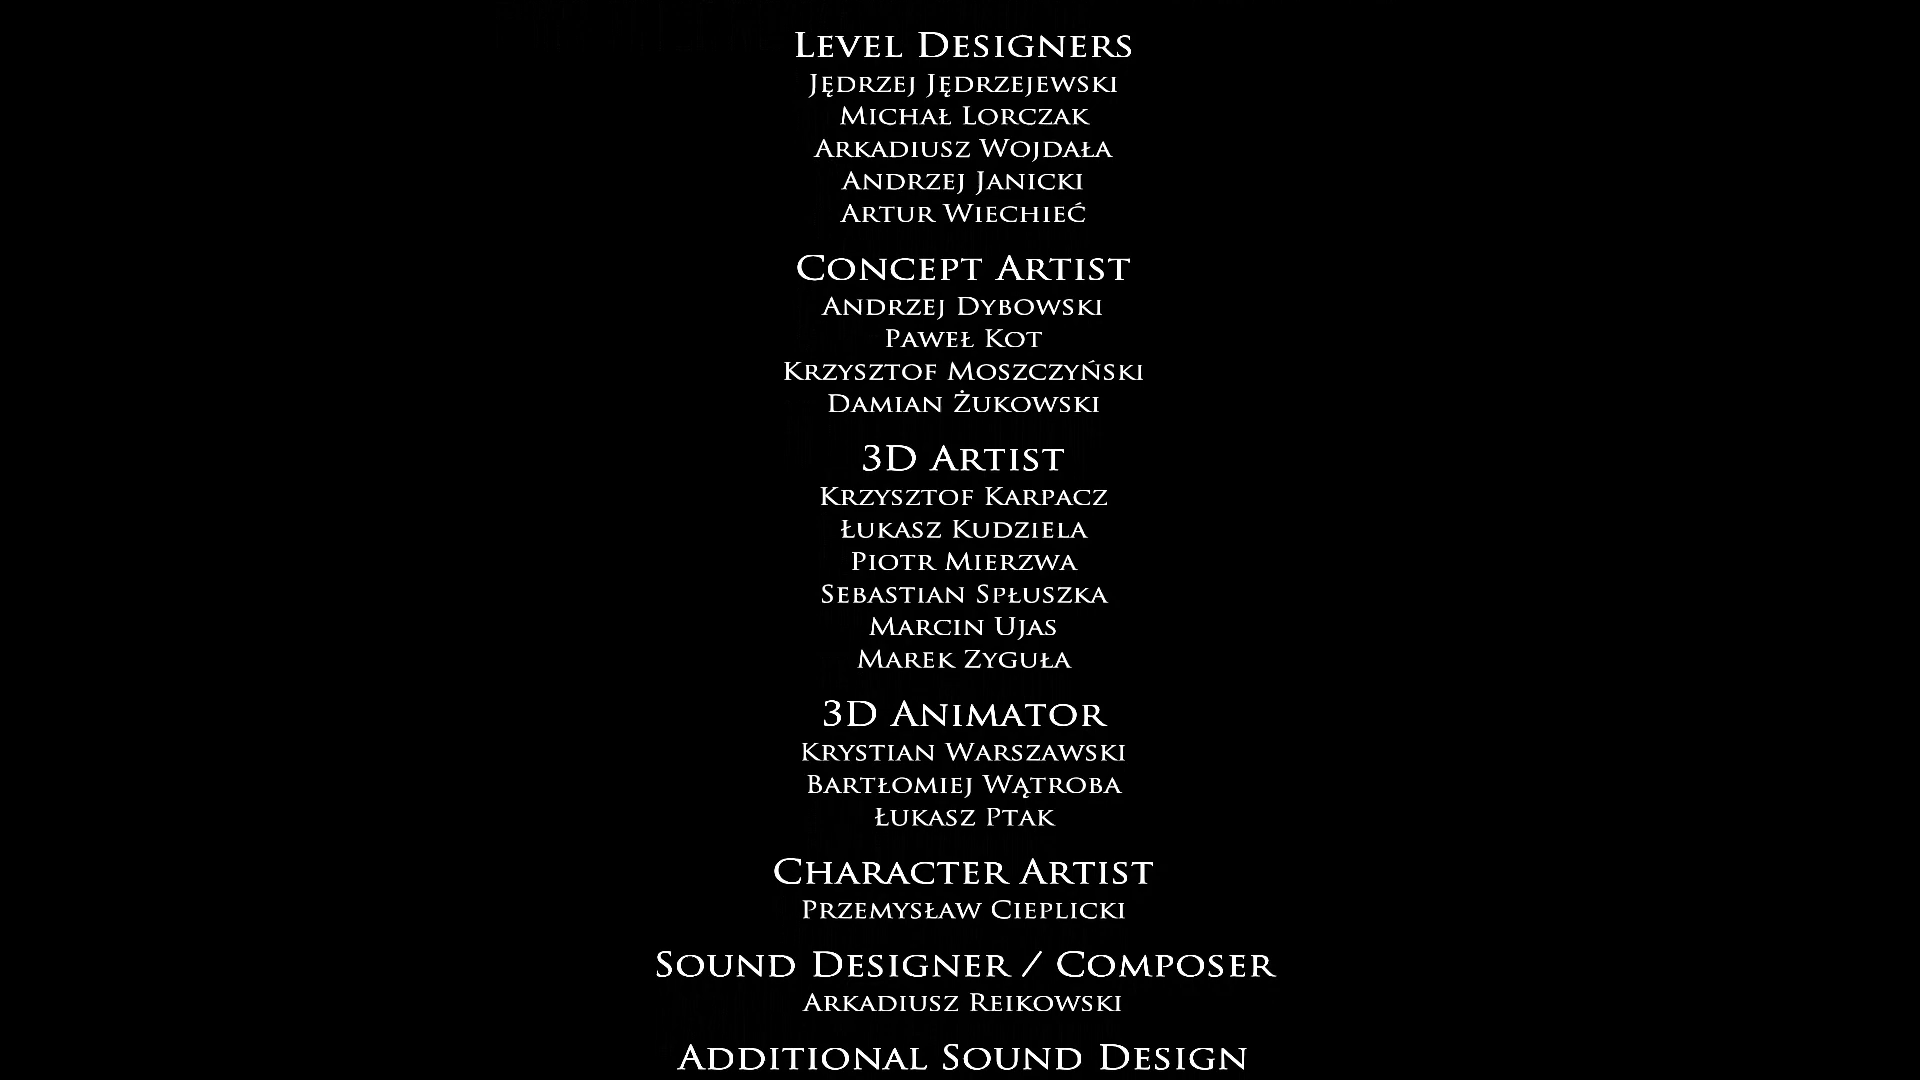 Level Designers
Jędrzej Jędrzejewski
Michał Lorczak
Arkadiusz Wojdała
Andrzej Janicki
Artur Wiechieć
Concept Artist
Andrzej Dybowski
Paweł Kot
Krzysztof Moszczyński
Damian Żukowski
3D Artist
Krzysztof Karpacz
Łukasz Kudziela
Piotr Mierzwa
Sebastian Spłuszka
Marcin Ujas
Marek Zyguła
3D Animator
Krystian Warszawski
Bartłomiej Wątroba
Łukasz Ptak
Character Artist
Przemysław Cieplicki
Sound Designer / Composer
Arkadiusz Reikowski
Additional Sound Design